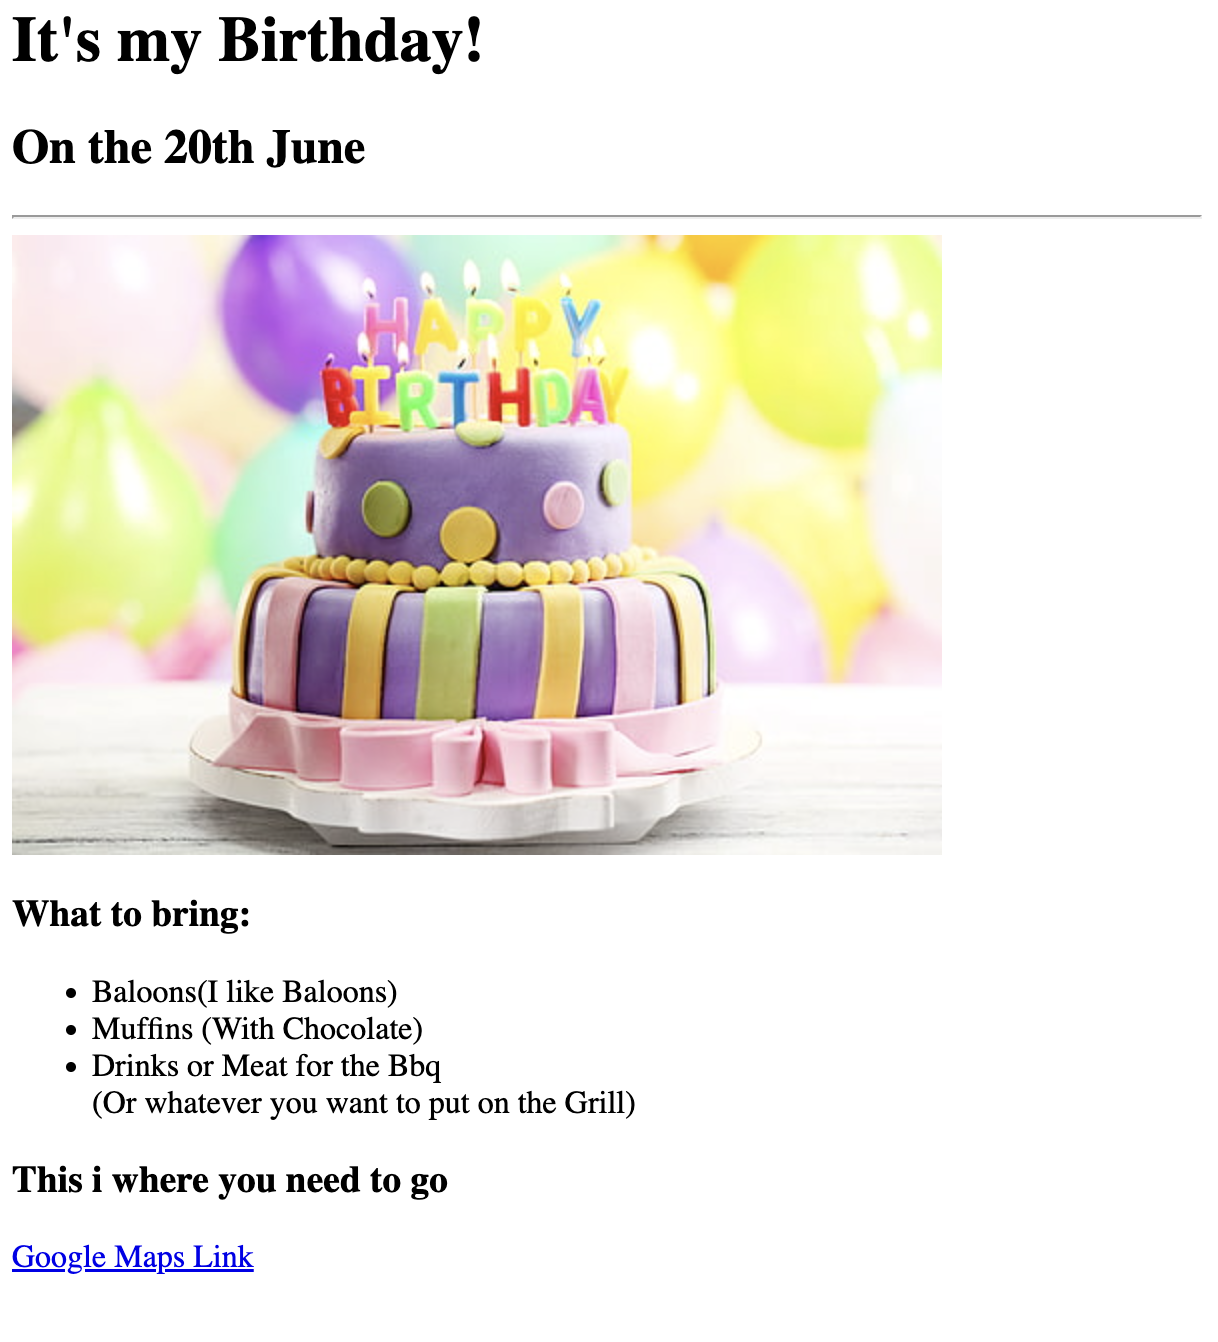 It's my Birthday!
On the 20th June
HAPPY
BIRTHDAY
What to bring:
Baloons(I like Baloons)
Muffins (With Chocolate)
Drinks or Meat for the Bbq
(Or whatever you want to put on the Grill)
This i where you need to go
Google Maps Link